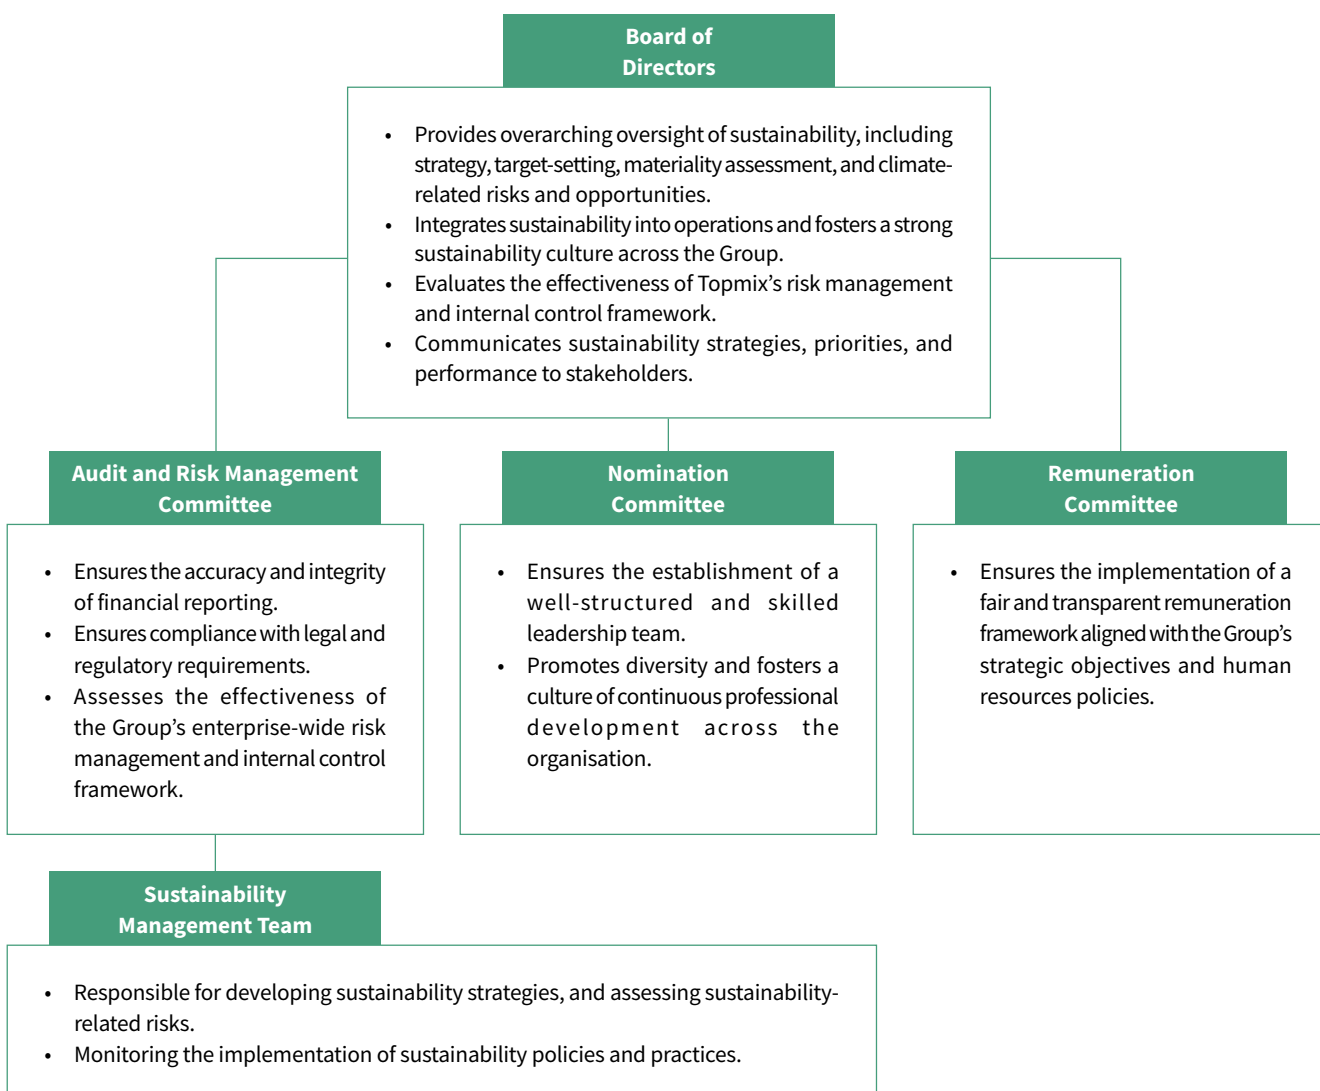 Board of
Directors
• Provides overarching oversight of sustainability, including
strategy, target-setting, materiality assessment, and climate-
related risks and opportunities.
• Integrates sustainability into operations and fosters a strong
sustainability culture across the Group.
• Evaluates the effectiveness of Topmix’s risk management
and internal control framework.
• Communicates sustainability strategies, priorities, and
performance to stakeholders.
Audit and Risk Management
Committee
• Ensures the accuracy and integrity
of financial reporting.
• Ensures compliance with legal and
regulatory requirements.
• Assesses the effectiveness of
the Group’s enterprise-wide risk
management and internal control
framework.
Nomination
Committee
• Ensures the establishment of a
well-structured and skilled
leadership team.
• Promotes diversity and fosters a
culture of continuous professional
development across the
organisation.
Remuneration
Committee
• Ensures the implementation of a
fair and transparent remuneration
framework aligned with the Group’s
strategic objectives and human
resources policies.
Sustainability
Management Team
• Responsible for developing sustainability strategies, and assessing sustainability-
related risks.
• Monitoring the implementation of sustainability policies and practices.